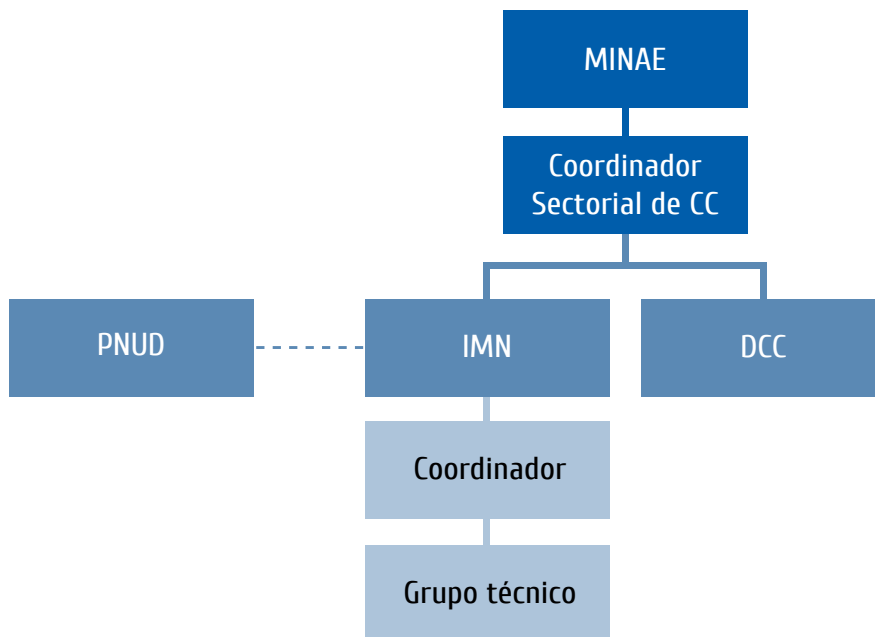 MINAE
Coordinador
Sectorial de CC
PNUD
IMN
DCC
Coordinador
Grupo técnico